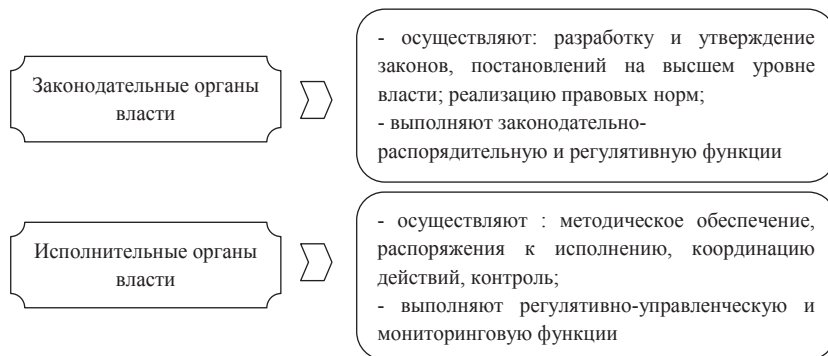 Законодательные органы
власти
- осуществляют: разработку и утверждение
законов, постановлений на высшем уровне
власти; реализацию правовых норм;
- выполняют законодательно-
распорядительную и регулятивную функции
Исполнительные органы
власти
- осуществляют : методическое обеспечение,
распоряжения к исполнению, координацию
действий, контроль;
- выполняют регулятивно-управленческую и
мониторинговую функции